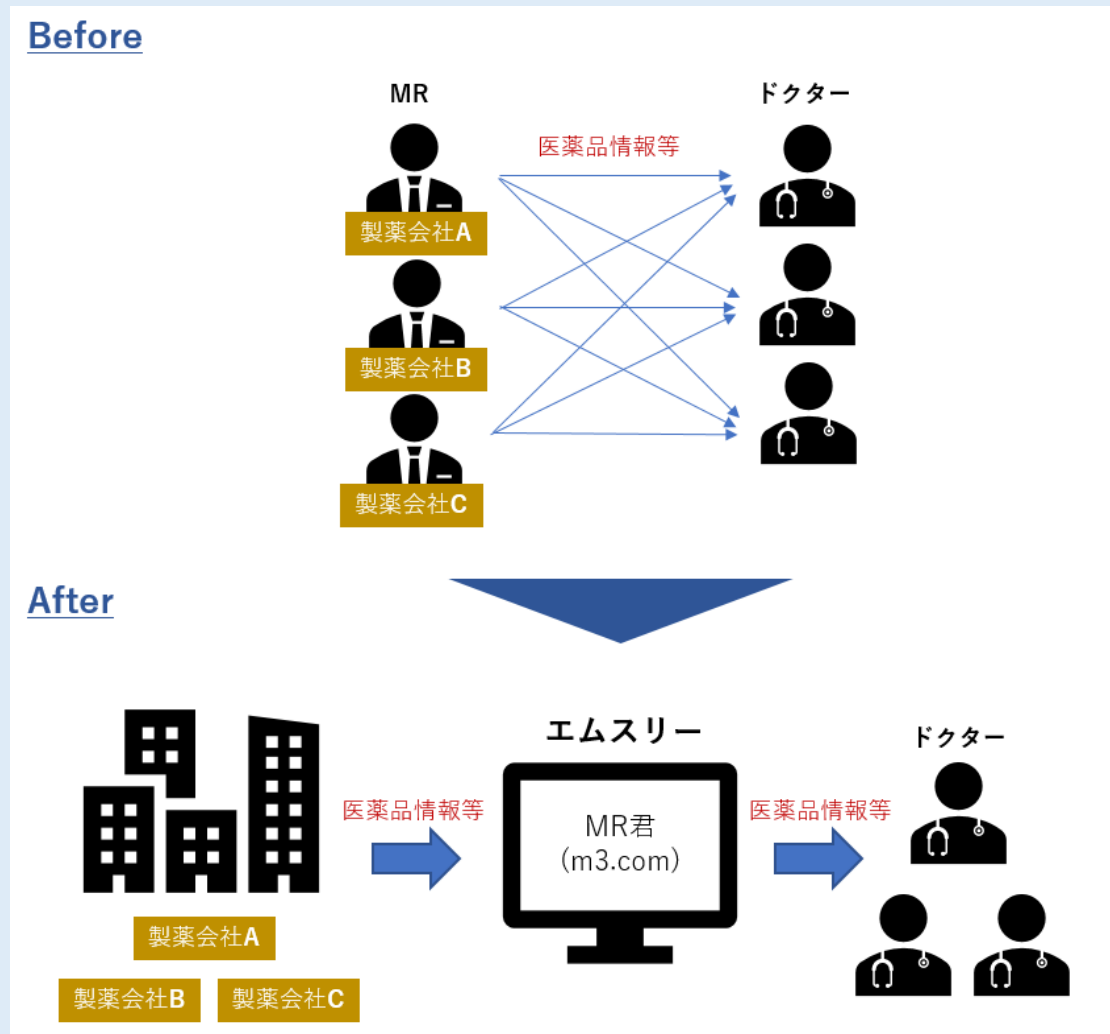 Before
MR
ドクター
医薬品情報等
製薬会社A
製薬会社B
製薬会社C
After
エムスリー
ドクター
医薬品情報等
医薬品情報等
MR君
(m3.com)
製薬会社A
製薬会社B
製薬会社C